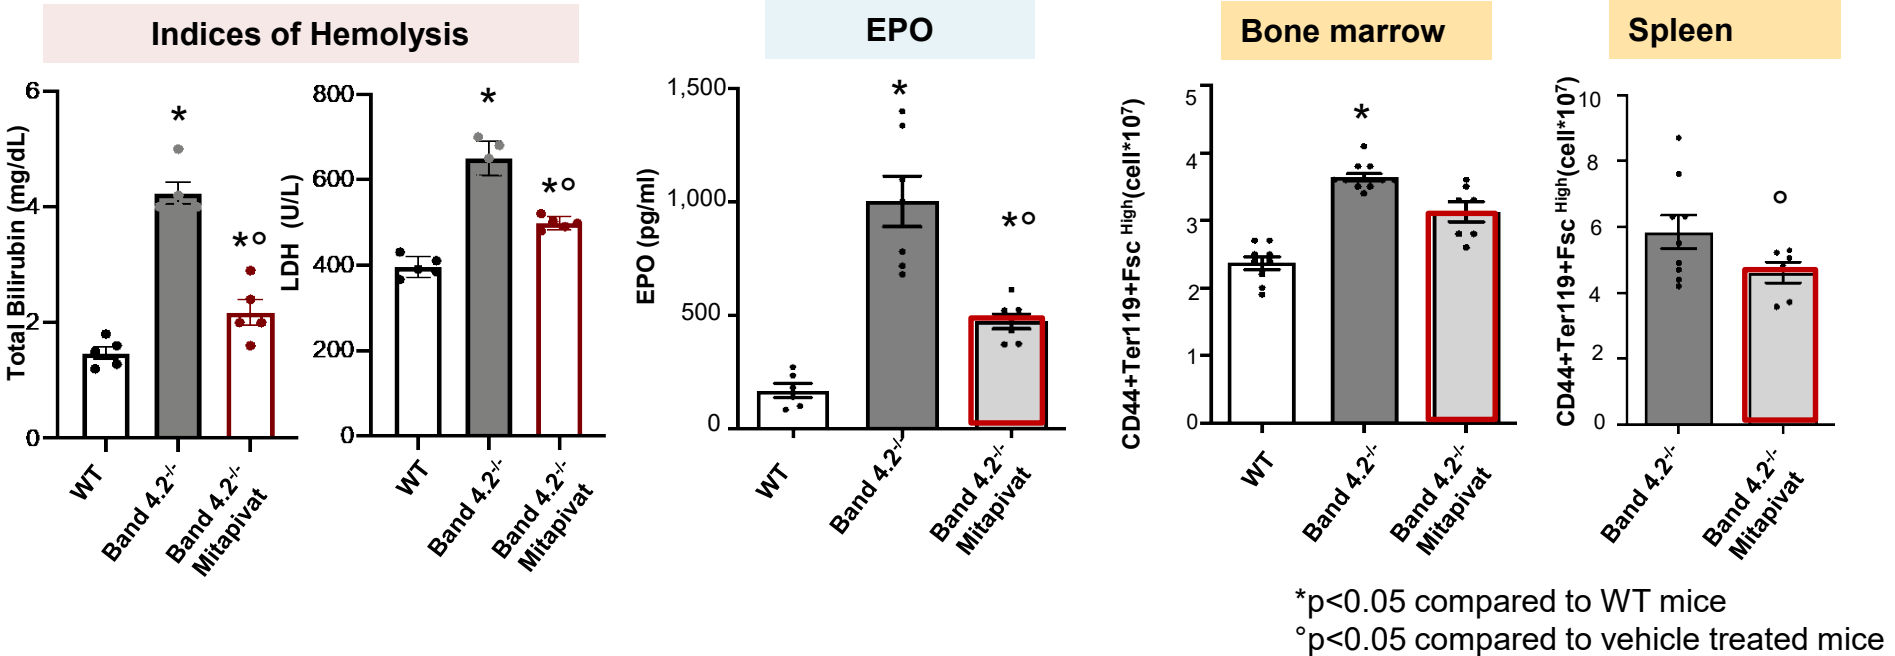 Indices of Hemolysis
EPO
Bone marrow
Spleen
Total Bilirubin (mg/dL)
6
4
2
0
*
*°
WT
Band 4.2-/-
Band 4.2-/-
Mitapivat
LDH (U/L)
800
600
400
200
0
*
*°
WT
Band 4.2-/-
Band 4.2-/-
Mitapivat
EPO (pg/ml)
1,500
1,000
500
0
*
*°
WT
Band 4.2-/-
Band 4.2-/-
Mitapivat
CD44+Ter119+Fsc High(cell*10⁷)
5
4
3
2
1
0
*
WT
Band 4.2-/-
Band 4.2-/-
Mitapivat
CD44+Ter119+Fsc High(cell*10⁷)
10
8
6
4
2
0
°
Band 4.2-/-
Band 4.2-/-
Mitapivat
*p<0.05 compared to WT mice
°p<0.05 compared to vehicle treated mice